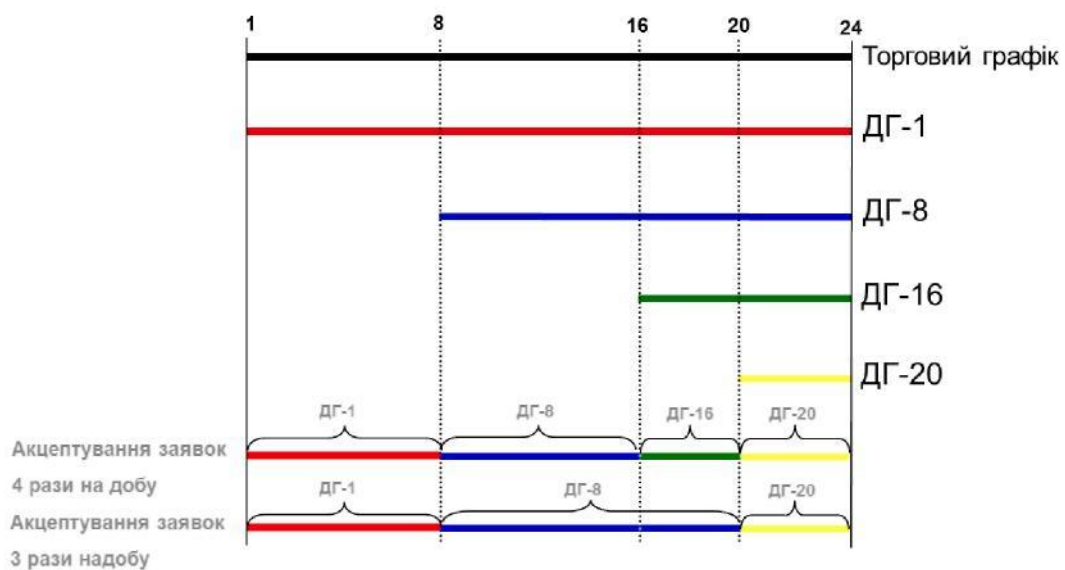 1 8 16 20 24
Торговий графік
ДГ-1
ДГ-8
ДГ-16
ДГ-20
ДГ-1 ДГ-8 ДГ-16 ДГ-20
Акцептування заявок
4 рази на добу
ДГ-1 ДГ-8 ДГ-20
Акцептування заявок
3 рази надобу